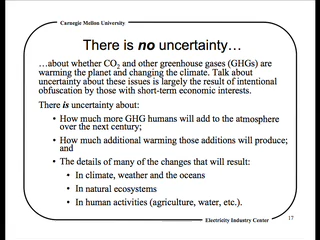 Carnegie Mellon University
There is no uncertainty…
…about whether CO2 and other greenhouse gases (GHGs) are
warming the planet and changing the climate. Talk about
uncertainty about these issues is largely the result of intentional
obfuscation by those with short-term economic interests.
There is uncertainty about:
• How much more GHG humans will add to the atmosphere
over the next century;
• How much additional warming those additions will produce;
and
• The details of many of the changes that will result:
• In climate, weather and the oceans
• In natural ecosystems
• In human activities (agriculture, water, etc.).
Electricity Industry Center
17